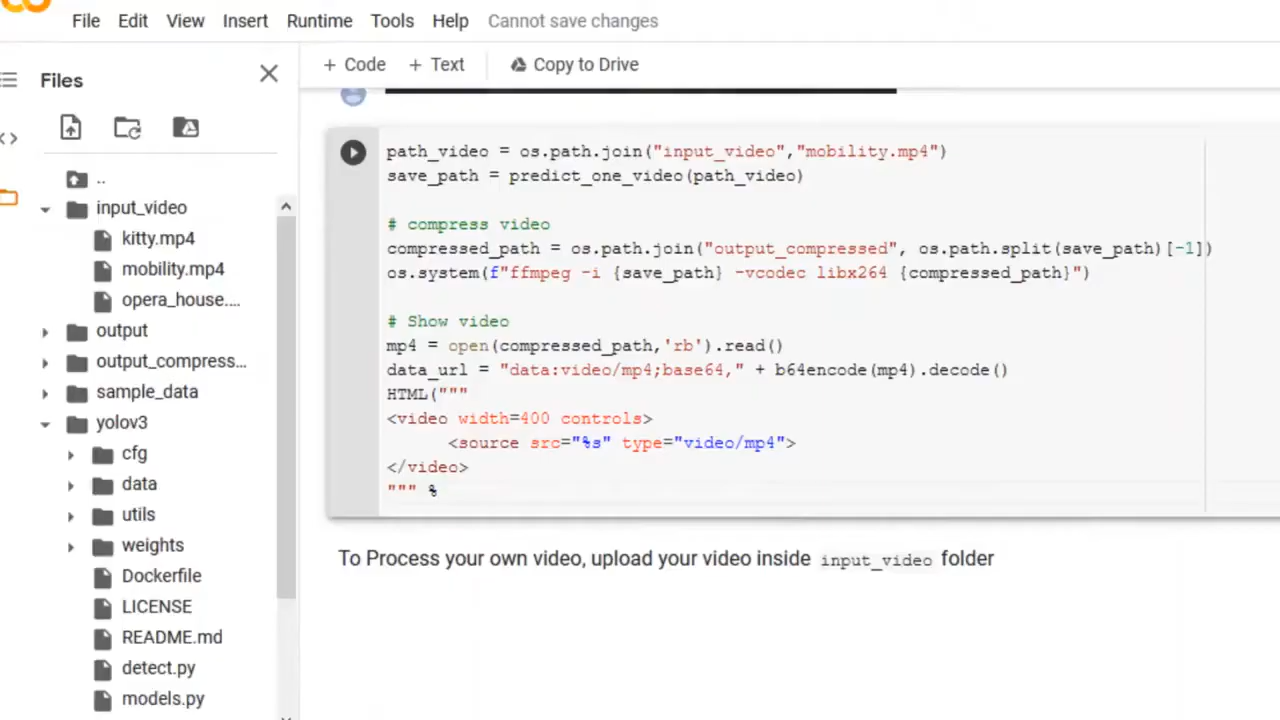 File Edit View Insert Runtime Tools Help Cannot save changes
Files
+ Code + Text Copy to Drive
..
input_video
kitty.mp4
mobility.mp4
opera_house....
output
output_compress...
sample_data
yolov3
cfg
data
utils
weights
Dockerfile
LICENSE
README.md
detect.py
models.py
path_video = os.path.join("input_video","mobility.mp4")
save_path = predict_one_video(path_video)
# compress video
compressed_path = os.path.join("output_compressed", os.path.split(save_path)[-1])
os.system(f"ffmpeg -i {save_path} -vcodec libx264 {compressed_path}")
# Show video
mp4 = open(compressed_path,'rb').read()
data_url = "data:video/mp4;base64," + b64encode(mp4).decode()
HTML("""
<video width=400 controls>
<source src="%s" type="video/mp4">
</video>
""" %
To Process your own video, upload your video inside input_video folder